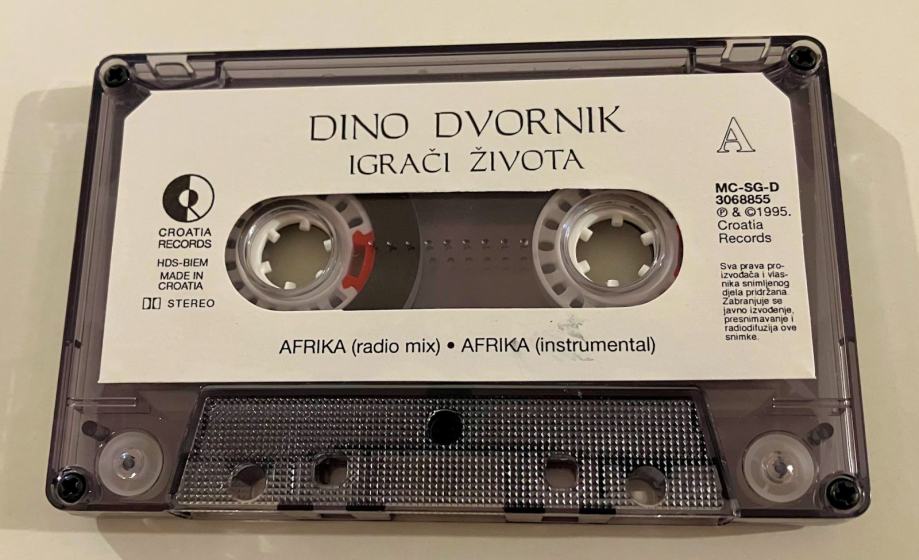 DINO DVORNIK
IGRAČI ŽIVOTA
A
CROATIA
RECORDS
HDS-BIEM
MADE IN
CROATIA
STEREO
MC-SG-D
3068855
℗ & ©1995.
Croatia
Records
Sva prava pro-
izvođača i vlas-
nika snimljenog
djela pridržana.
Zabranjuje se
javno izvođenje,
presnimavanje i
radiodifuzija ove
snimke.
AFRIKA (radio mix) • AFRIKA (instrumental)